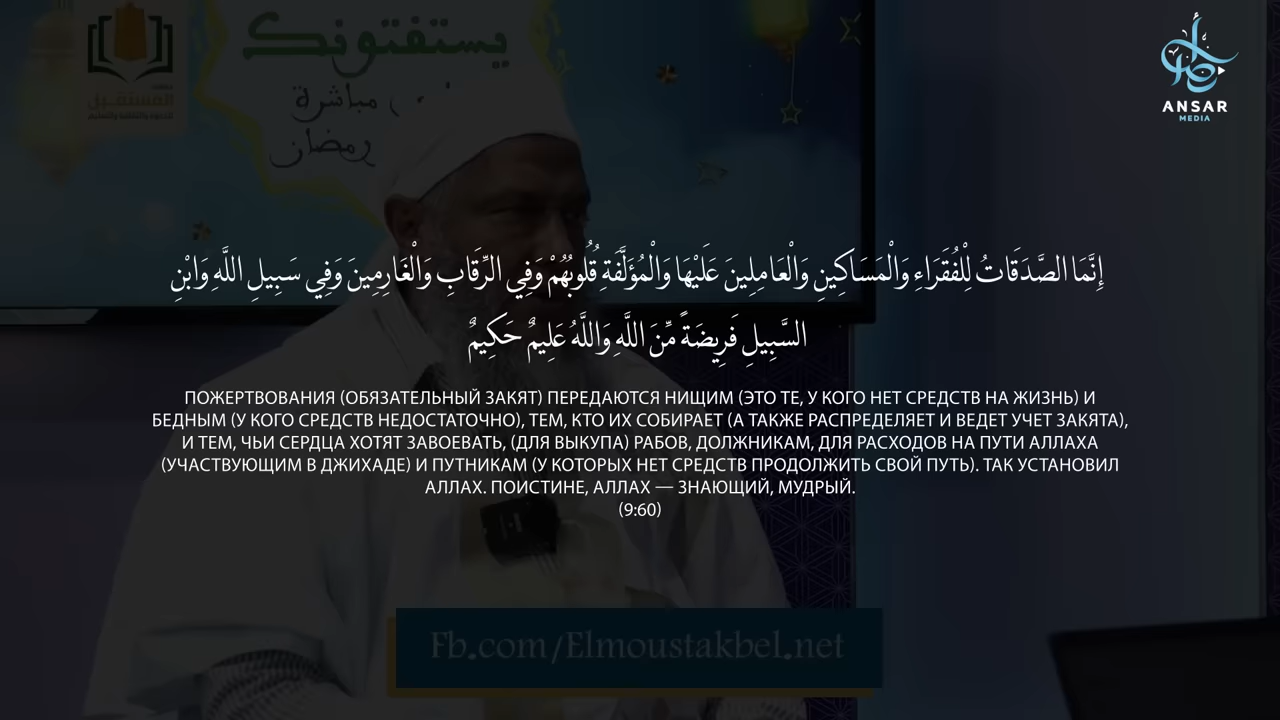 يستفتونك
مباشرة
رمضان
المستقبل
ANSAR
MEDIA
إِنَّمَا الصَّدَقَاتُ لِلْفُقَرَاءِ وَالْمَسَاكِينِ وَالْعَامِلِينَ عَلَيْهَا وَالْمُؤَلَّفَةِ قُلُوبُهُمْ وَفِي الرِّقَابِ وَالْغَارِمِينَ وَفِي سَبِيلِ اللَّهِ وَابْنِ
السَّبِيلِ فَرِيضَةً مِّنَ اللَّهِ وَاللَّهُ عَلِيمٌ حَكِيمٌ
ПОЖЕРТВОВАНИЯ (ОБЯЗАТЕЛЬНЫЙ ЗАКЯТ) ПЕРЕДАЮТСЯ НИЩИМ (ЭТО ТЕ, У КОГО НЕТ СРЕДСТВ НА ЖИЗНЬ) И
БЕДНЫМ (У КОГО СРЕДСТВ НЕДОСТАТОЧНО), ТЕМ, КТО ИХ СОБИРАЕТ (А ТАКЖЕ РАСПРЕДЕЛЯЕТ И ВЕДЕТ УЧЕТ ЗАКЯТА),
И ТЕМ, ЧЬИ СЕРДЦА ХОТЯТ ЗАВОЕВАТЬ, (ДЛЯ ВЫКУПА) РАБОВ, ДОЛЖНИКАМ, ДЛЯ РАСХОДОВ НА ПУТИ АЛЛАХА
(УЧАСТВУЮЩИМ В ДЖИХАДЕ) И ПУТНИКАМ (У КОТОРЫХ НЕТ СРЕДСТВ ПРОДОЛЖИТЬ СВОЙ ПУТЬ). ТАК УСТАНОВИЛ
АЛЛАХ. ПОИСТИНЕ, АЛЛАХ — ЗНАЮЩИЙ, МУДРЫЙ.
(9:60)
Fb.com/Elmoustakbel.net